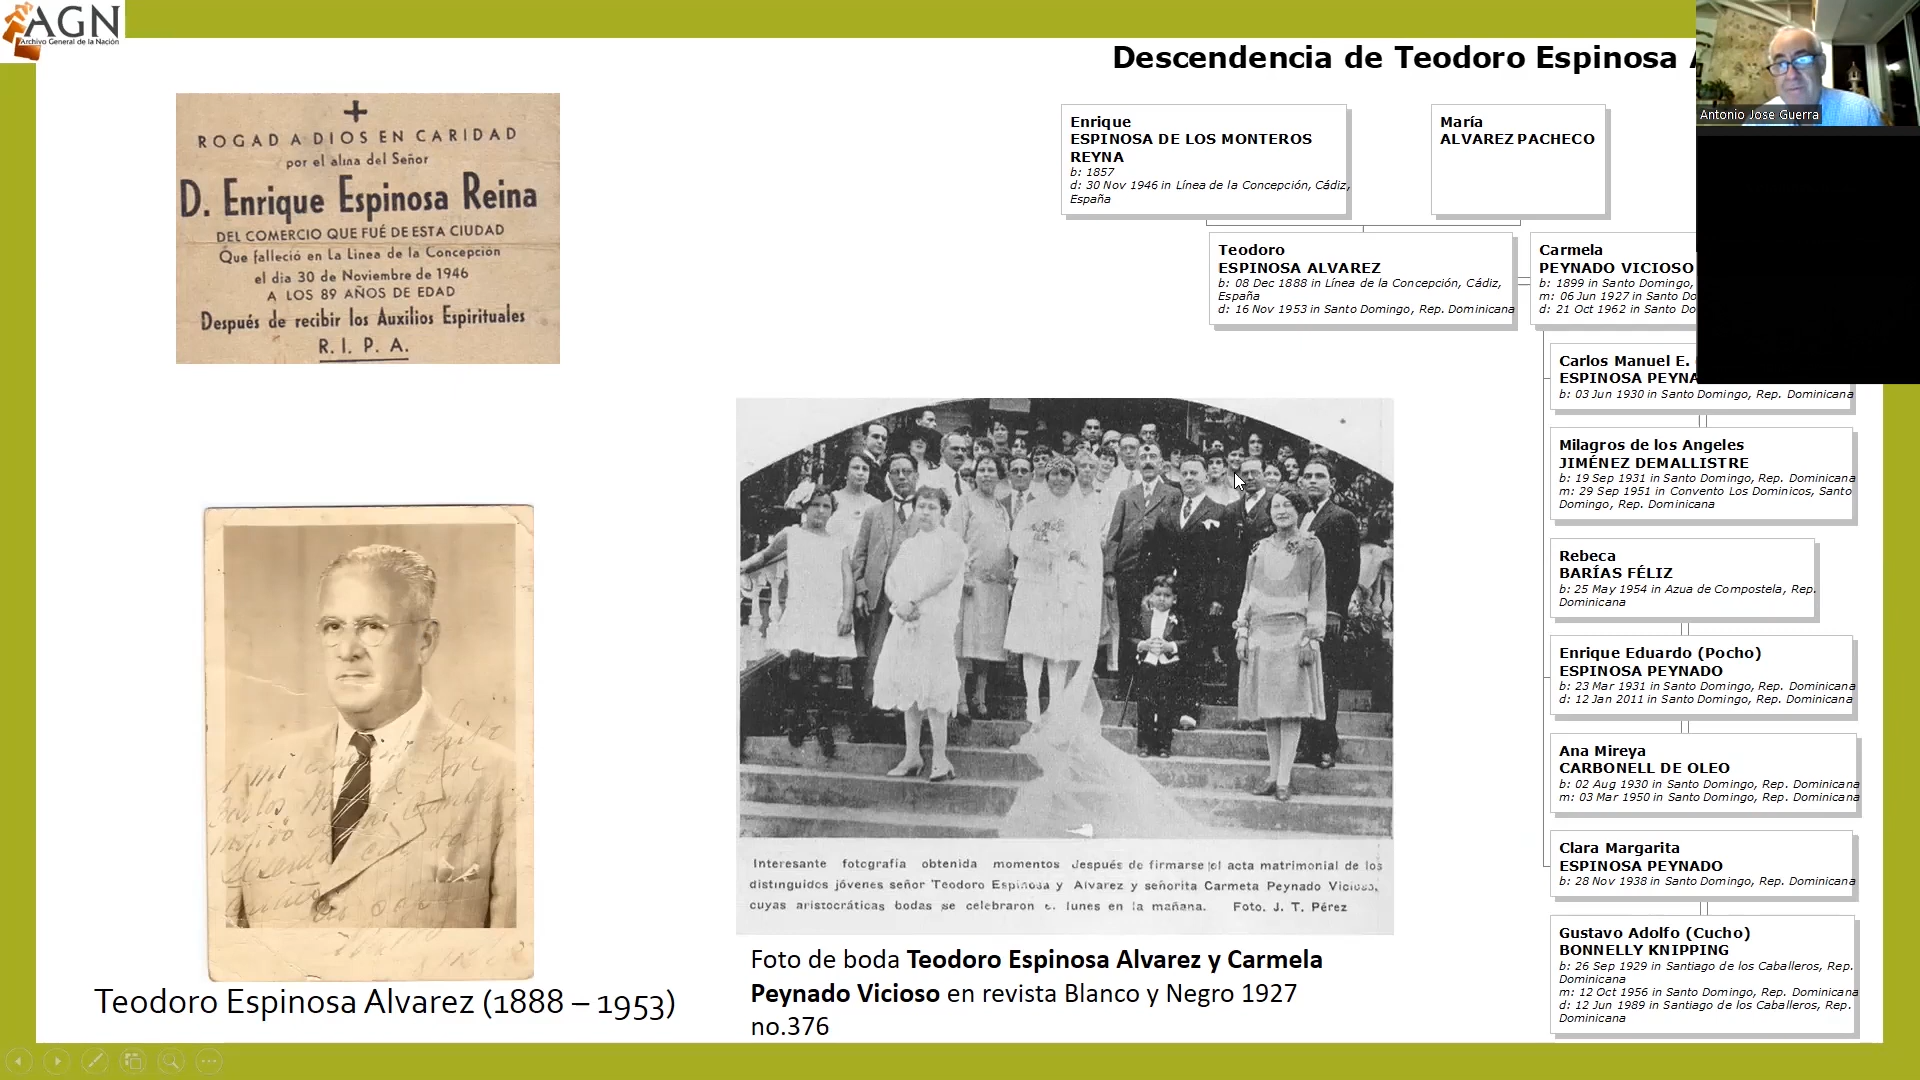 AGN
Archivo General de la Nación
Descendencia de Teodoro Espinosa
Antonio Jose Guerra
ROGAD A DIOS EN CARIDAD
por el alma del Señor
D. Enrique Espinosa Reina
DEL COMERCIO QUE FUÉ DE ESTA CIUDAD
Que falleció en La Línea de la Concepción
el dia 30 de Noviembre de 1946
A LOS 89 AÑOS DE EDAD
Después de recibir los Auxilios Espirituales
R. I. P. A.
Enrique
ESPINOSA DE LOS MONTEROS
REYNA
b: 1857
d: 30 Nov 1946 in Línea de la Concepción, Cádiz,
España
María
ALVAREZ PACHECO
Teodoro
ESPINOSA ALVAREZ
b: 08 Dec 1888 in Línea de la Concepción, Cádiz,
España
d: 16 Nov 1953 in Santo Domingo, Rep. Dominicana
Carmela
PEYNADO VICIOSO
b: 1899 in Santo Domingo,
m: 06 Jun 1927 in Santo Do
d: 21 Oct 1962 in Santo Do
Carlos Manuel E.
ESPINOSA PEYNA
b: 03 Jun 1930 in Santo Domingo, Rep. Dominicana
Milagros de los Angeles
JIMÉNEZ DEMALLISTRE
b: 19 Sep 1931 in Santo Domingo, Rep. Dominicana
m: 29 Sep 1951 in Convento Los Dominicos, Santo
Domingo, Rep. Dominicana
Rebeca
BARÍAS FÉLIZ
b: 25 May 1954 in Azua de Compostela, Rep.
Dominicana
Enrique Eduardo (Pocho)
ESPINOSA PEYNADO
b: 23 Mar 1931 in Santo Domingo, Rep. Dominicana
d: 12 Jan 2011 in Santo Domingo, Rep. Dominicana
Ana Mireya
CARBONELL DE OLEO
b: 02 Aug 1930 in Santo Domingo, Rep. Dominicana
m: 03 Mar 1950 in Santo Domingo, Rep. Dominicana
Clara Margarita
ESPINOSA PEYNADO
b: 28 Nov 1938 in Santo Domingo, Rep. Dominicana
Gustavo Adolfo (Cucho)
BONNELLY KNIPPING
b: 26 Sep 1929 in Santiago de los Caballeros, Rep.
Dominicana
m: 12 Oct 1956 in Santo Domingo, Rep. Dominicana
d: 12 Jun 1989 in Santiago de los Caballeros, Rep.
Dominicana
Interesante fotografía obtenida momentos después de firmarse el acta matrimonial de los
distinguidos jóvenes señor Teodoro Espinosa y Alvarez y señorita Carmela Peynado Vicioso,
cuyas aristocráticas bodas se celebraron lunes en la mañana. Foto. J. T. Pérez
Foto de boda Teodoro Espinosa Alvarez y Carmela
Peynado Vicioso en revista Blanco y Negro 1927
no.376
Teodoro Espinosa Alvarez (1888 – 1953)